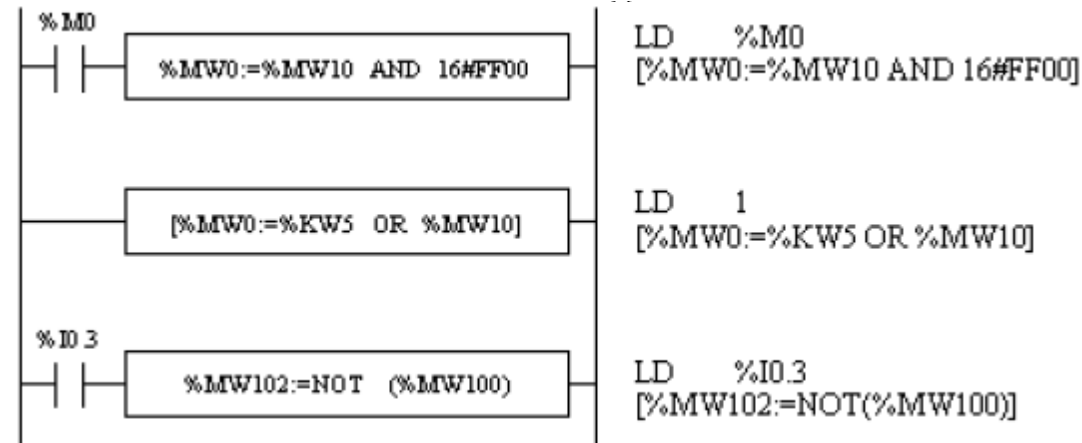 %M0
%MW0:=%MW10 AND 16#FF00
LD %M0
[%MW0:=%MW10 AND 16#FF00]
[%MW0:=%KW5 OR %MW10]
LD 1
[%MW0:=%KW5 OR %MW10]
%I0.3
%MW102:=NOT (%MW100)
LD %I0.3
[%MW102:=NOT(%MW100)]